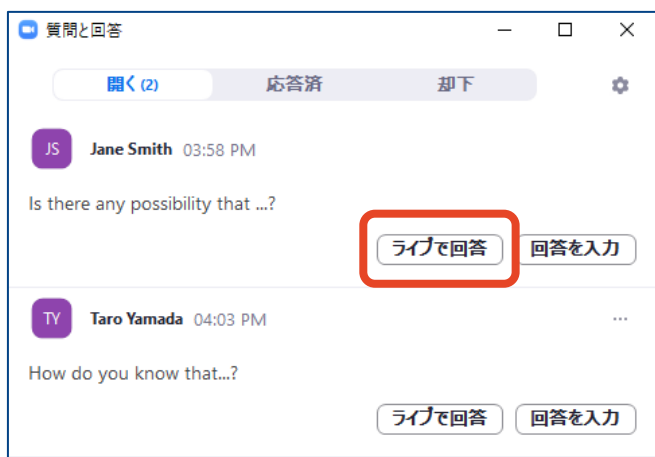 質問と回答
開く (2) 応答済 却下
JS Jane Smith 03:58 PM
Is there any possibility that ...?
ライブで回答 回答を入力
TY Taro Yamada 04:03 PM ...
How do you know that...?
ライブで回答 回答を入力